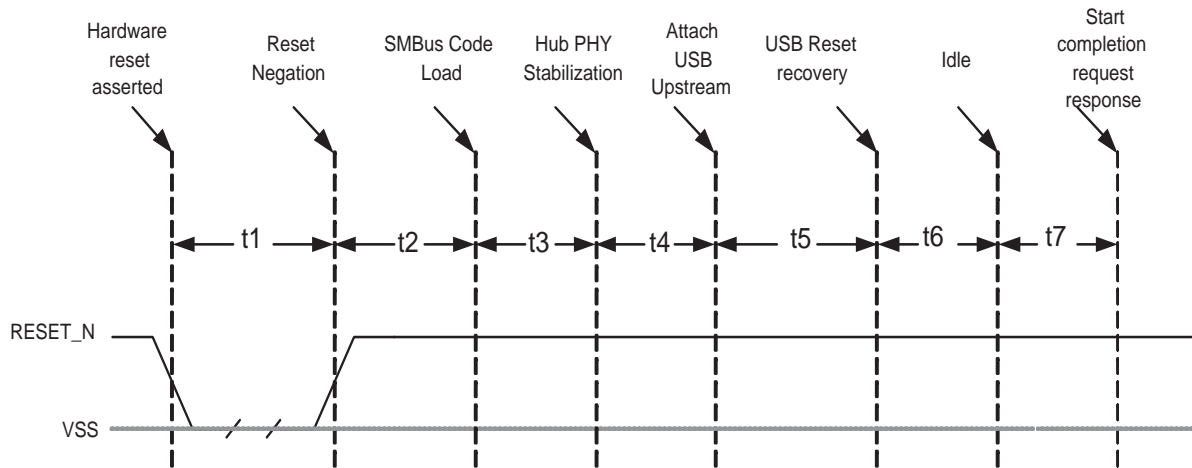 Hardware
reset
asserted
Reset
Negation
SMBus Code
Load
Hub PHY
Stabilization
Attach
USB
Upstream
USB Reset
recovery
Idle
Start
completion
request
response
t1
t2
t3
t4
t5
t6
t7
RESET_N
VSS